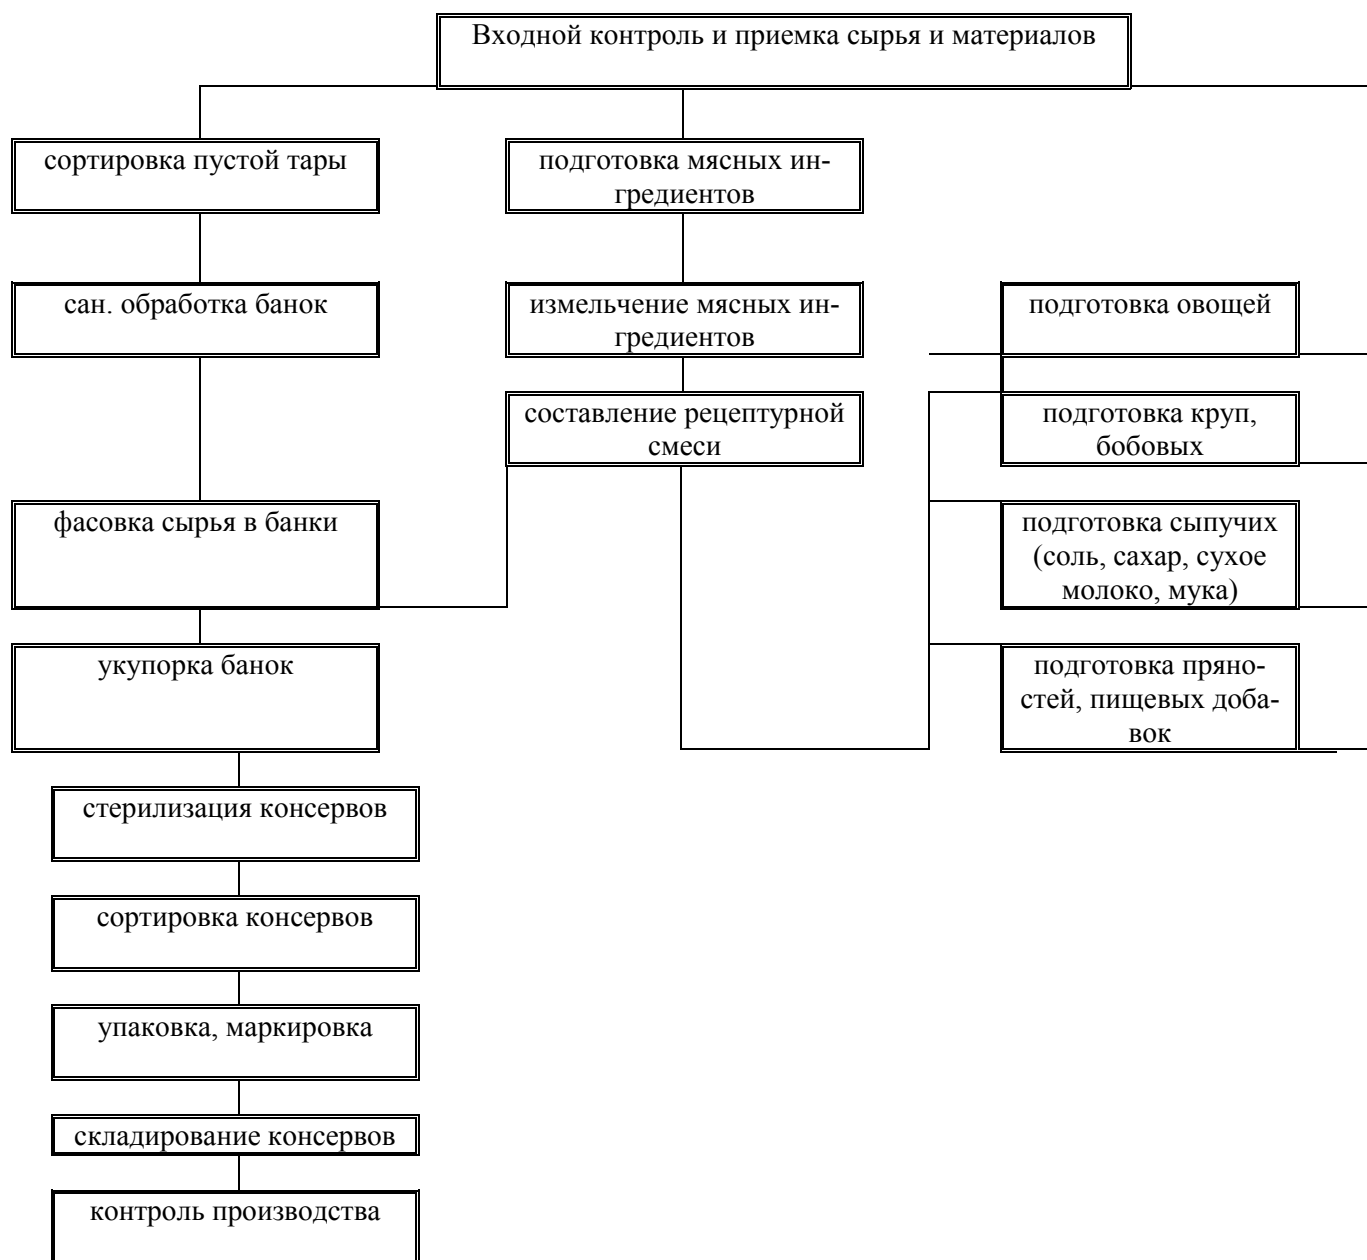 Входной контроль и приемка сырья и материалов
сортировка пустой тары
подготовка мясных ин-
гредиентов
сан. обработка банок
измельчение мясных ин-
гредиентов
подготовка овощей
составление рецептурной
смеси
подготовка круп,
бобовых
фасовка сырья в банки
подготовка сыпучих
(соль, сахар, сухое
молоко, мука)
укупорка банок
подготовка пряно-
стей, пищевых доба-
вок
стерилизация консервов
сортировка консервов
упаковка, маркировка
складирование консервов
контроль производства